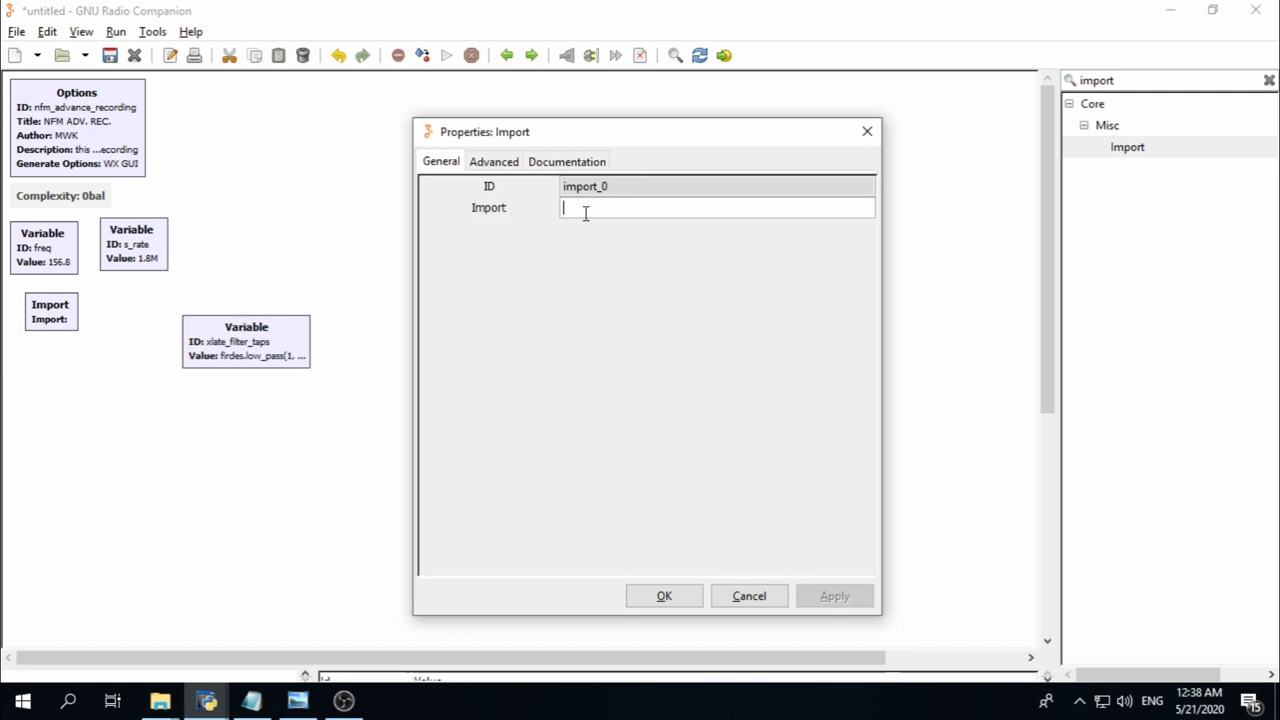 *untitled - GNU Radio Companion
File Edit View Run Tools Help
Options
ID: nfm_advance_recording
Title: NFM ADV. REC.
Author: MWK
Description: this ...ecording
Generate Options: WX GUI
Complexity: 0bal
Variable
ID: freq
Value: 156.8
Variable
ID: s_rate
Value: 1.8M
Import
Import:
Variable
ID: xlate_filter_taps
Value: firdes.low_pass(1, ...
Properties: Import
General Advanced Documentation
ID import_0
Import
OK Cancel Apply
import
Core
Misc
Import
Id Value
ENG
12:38 AM
5/21/2020
15